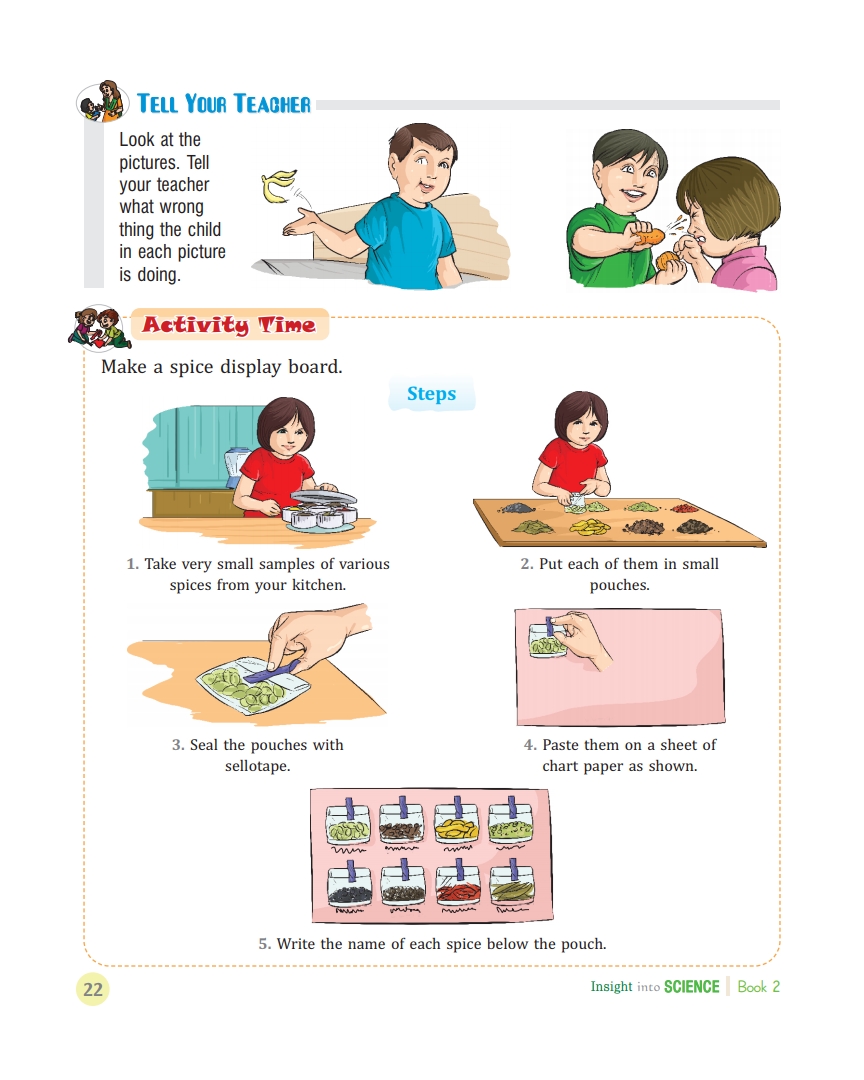 TELL YOUR TEACHER
Look at the
pictures. Tell
your teacher
what wrong
thing the child
in each picture
is doing.
Activity Time
Make a spice display board.
Steps
1. Take very small samples of various
spices from your kitchen.
2. Put each of them in small
pouches.
3. Seal the pouches with
sellotape.
4. Paste them on a sheet of
chart paper as shown.
5. Write the name of each spice below the pouch.
22
Insight into SCIENCE | Book 2